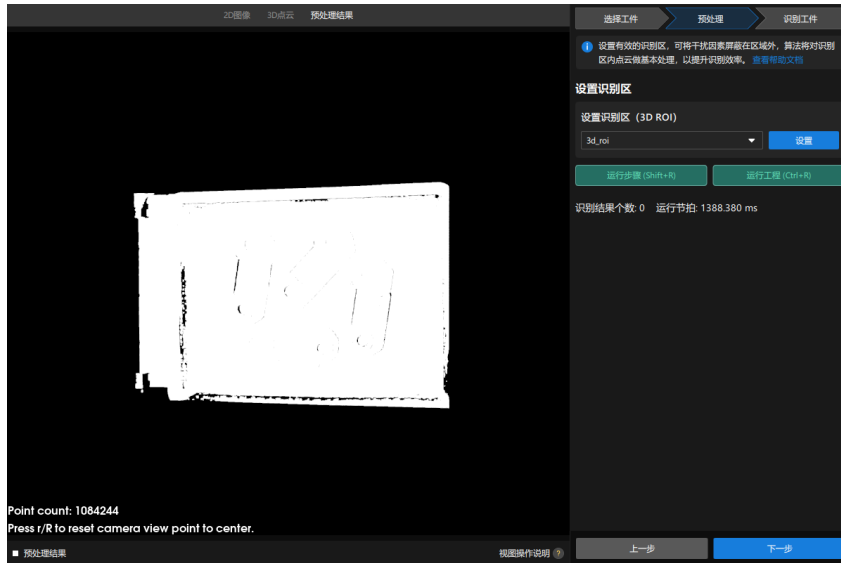 2D图像 3D点云 预处理结果
选择工件 预处理 识别工件
设置有效的识别区，可将干扰因素屏蔽在区域外，算法将对识别
区内点云做基本处理，以提升识别效率。 查看帮助文档
设置识别区
设置识别区（3D ROI）
3d_roi 设置
运行步骤 (Shift+R) 运行工程 (Ctrl+R)
识别结果个数: 0 运行节拍: 1388.380 ms
Point count: 1084244
Press r/R to reset camera view point to center.
预处理结果 视图操作说明 ?
上一步 下一步